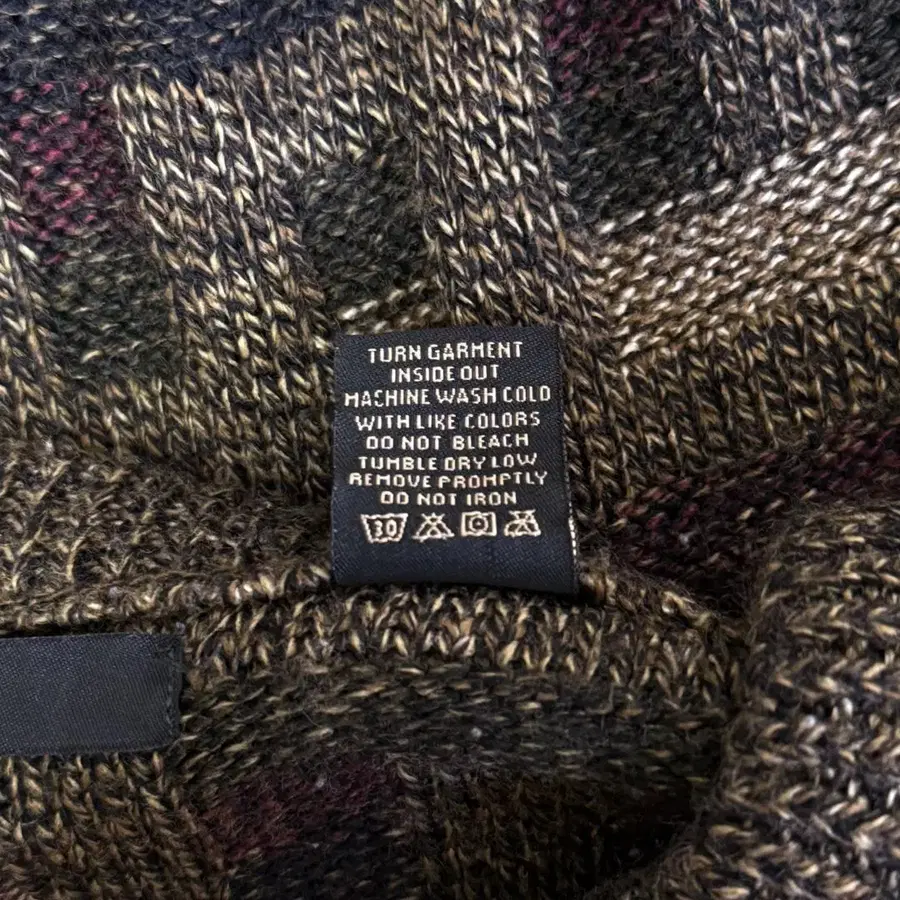 TURN GARMENT
INSIDE OUT
MACHINE WASH COLD
WITH LIKE COLORS
DO NOT BLEACH
TUMBLE DRY LOW
REMOVE PROMPTLY
DO NOT IRON
30